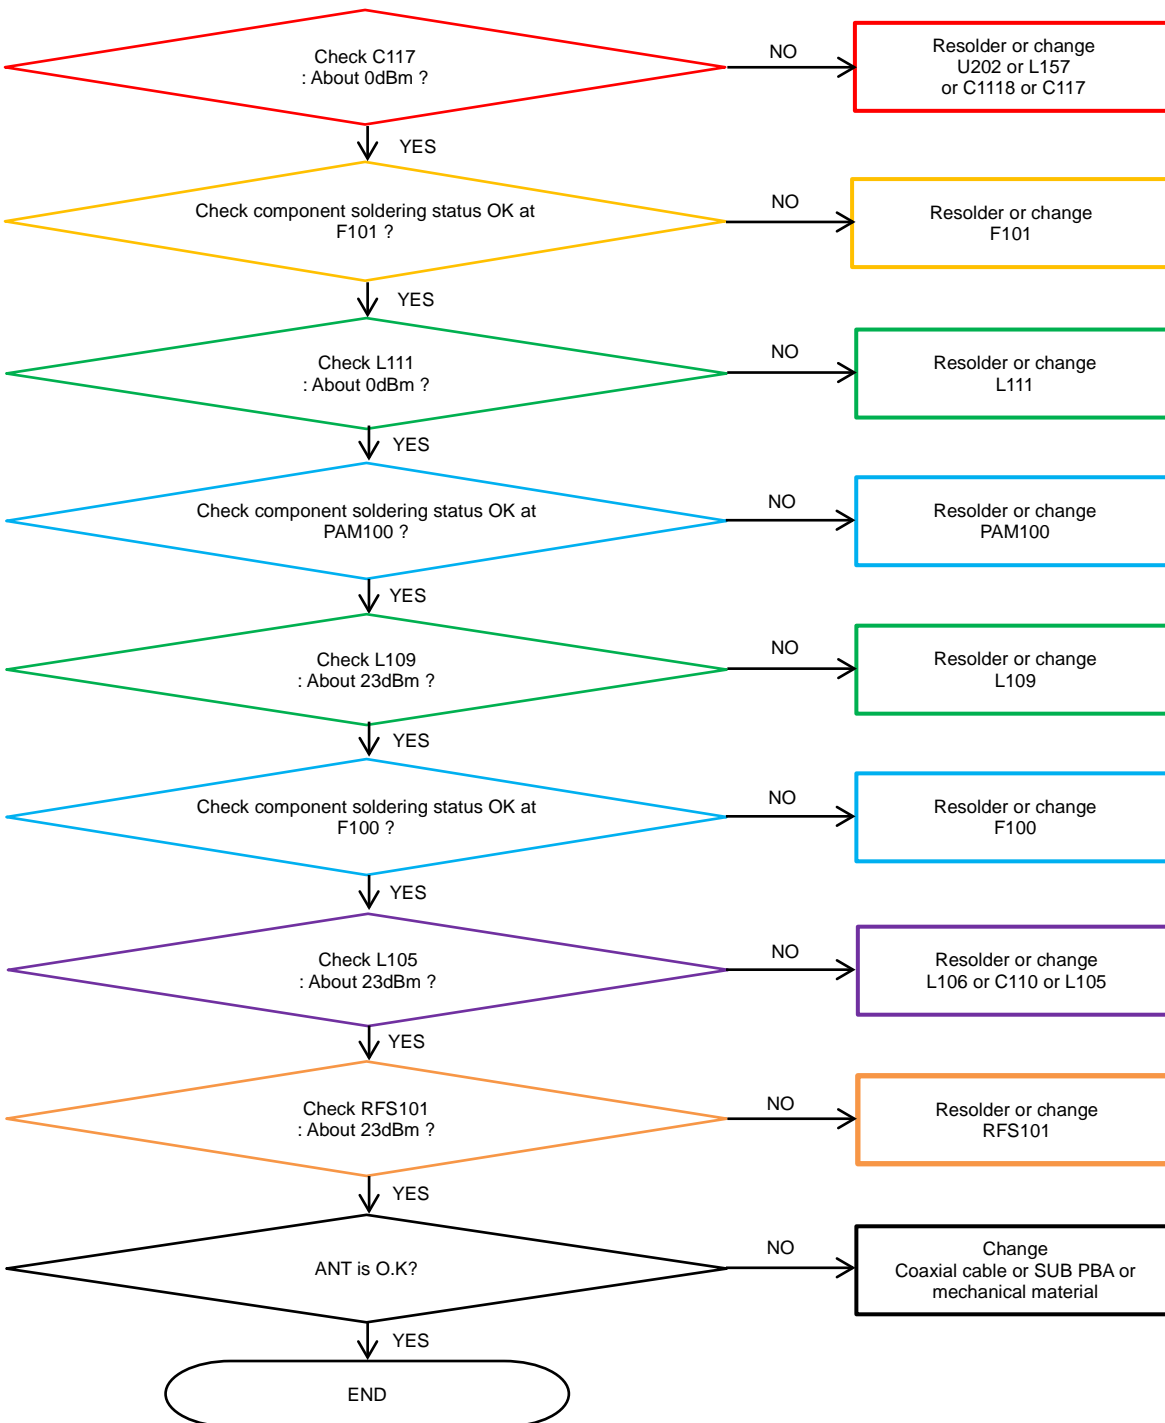 Check C117
: About 0dBm ?
NO
Resolder or change
U202 or L157
or C1118 or C117
YES
Check component soldering status OK at
F101 ?
NO
Resolder or change
F101
YES
Check L111
: About 0dBm ?
NO
Resolder or change
L111
YES
Check component soldering status OK at
PAM100 ?
NO
Resolder or change
PAM100
YES
Check L109
: About 23dBm ?
NO
Resolder or change
L109
YES
Check component soldering status OK at
F100 ?
NO
Resolder or change
F100
YES
Check L105
: About 23dBm ?
NO
Resolder or change
L106 or C110 or L105
YES
Check RFS101
: About 23dBm ?
NO
Resolder or change
RFS101
YES
ANT is O.K?
NO
Change
Coaxial cable or SUB PBA or
mechanical material
YES
END